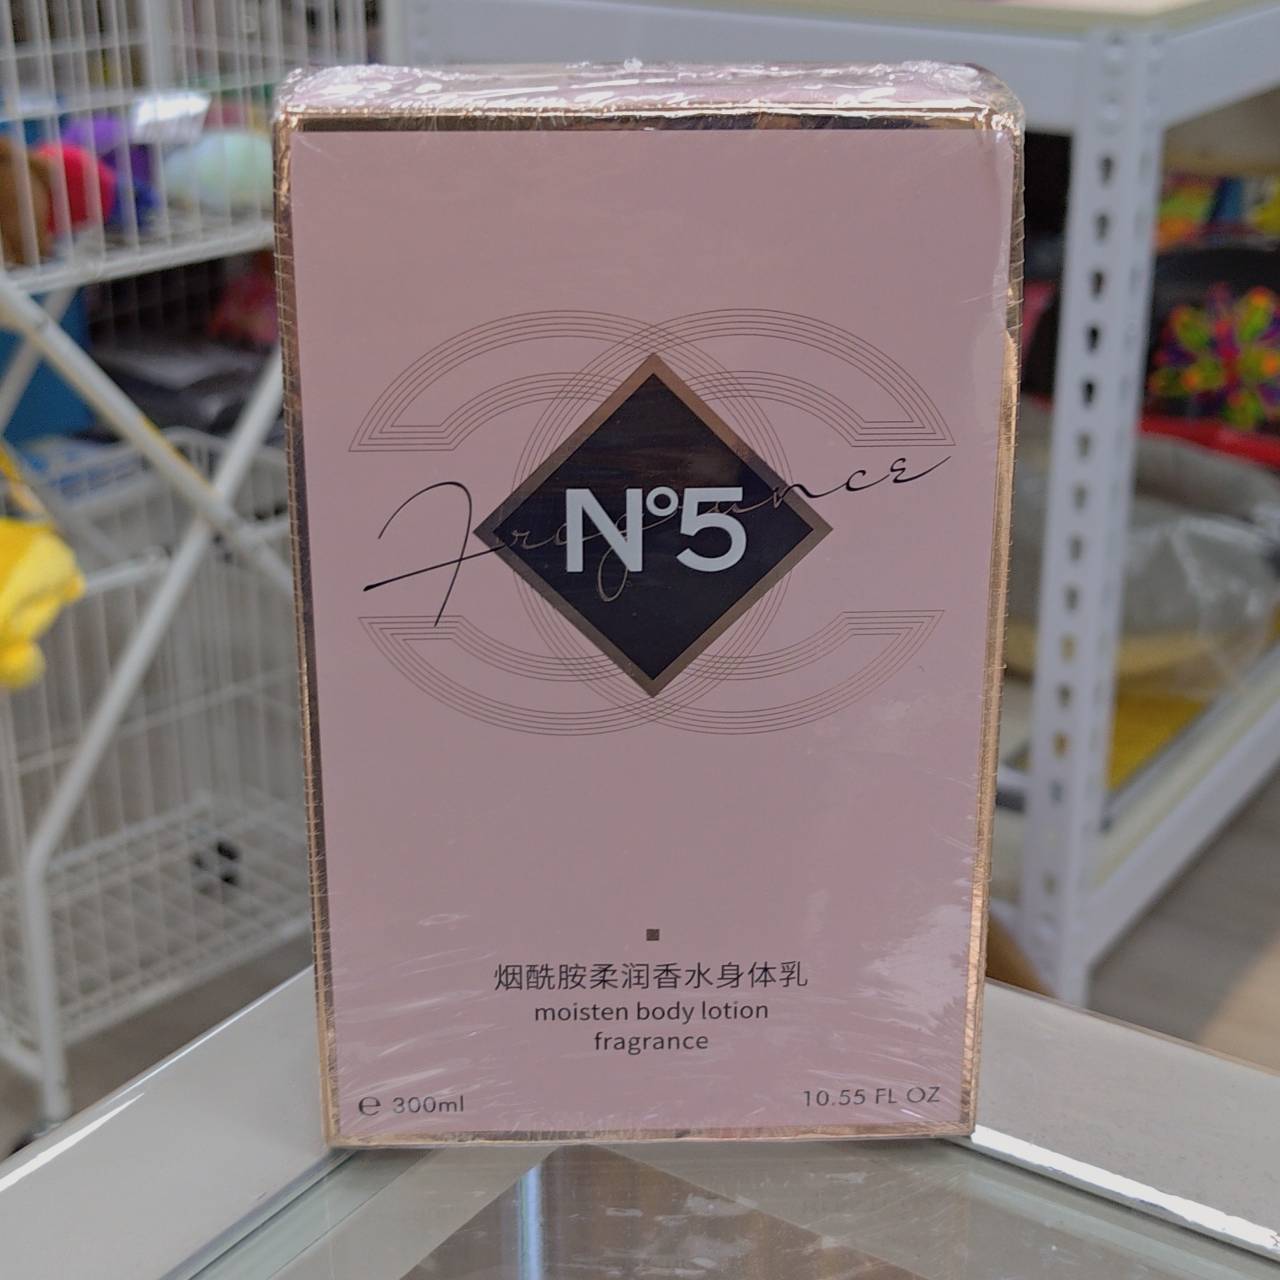 Fragrance
N°5
烟酰胺柔润香水身体乳
moisten body lotion
fragrance
e 300ml
10.55 FL OZ